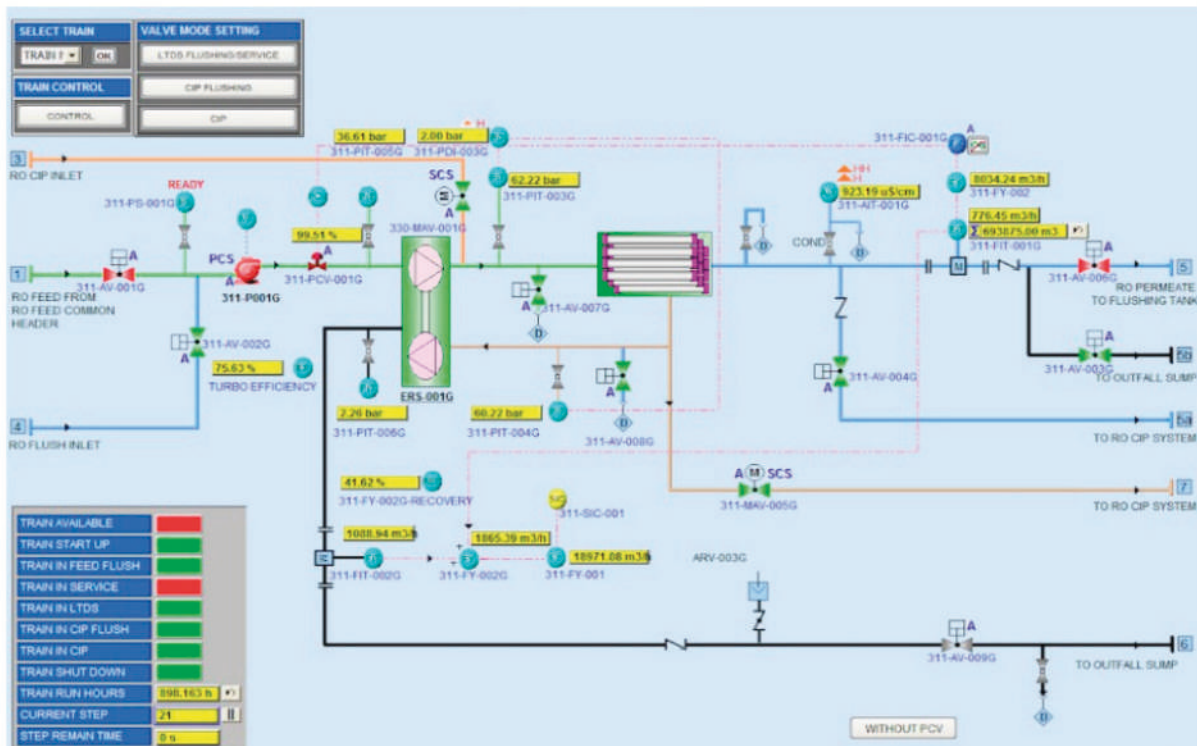 SELECT TRAIN
VALVE MODE SETTING
OK
LTDS FLUSHING/SERVICE
TRAIN CONTROL
CIP FLUSHING
CONTROL
CIP
36.61 bar
311-PIT-005G
2.00 bar
H
311-PDI-003G
A
311-FIC-001G
3
RO CIP INLET
READY
311-PS-001G
SCS
M
A
330-MAV-001G
62.22 bar
311-PIT-003G
HH
H
923.19 uS/cm
311-AIT-001G
8034.24 m3/h
311-FY-002
776.45 m3/h
Σ 693875.00 m3
311-FIT-001G
99.51 %
311-PCV-001G
A
COND
D
D
M
1
A
311-AV-001G
PCS
A
311-P001G
RO FEED FROM
RO FEED COMMON
HEADER
311-AV-007G
A
D
A
311-AV-006G
5
RO PERMEATE
TO FLUSHING TANK
311-AV-002G
A
75.63 %
TURBO EFFICIENCY
ERS-001G
A
311-AV-003G
5b
TO OUTFALL SUMP
4
RO FLUSH INLET
2.26 bar
311-PIT-006G
60.22 bar
311-PIT-004G
A
D
311-AV-008G
A
311-AV-004G
5a
TO RO CIP SYSTEM
41.62 %
311-FY-002G-RECOVERY
311-SIC-001
A M SCS
311-MAV-005G
7
TO RO CIP SYSTEM
1088.94 m3/h
311-FIT-002G
1865.39 m3/h
311-FY-002G
18971.08 m3/h
311-FY-001
ARV-003G
TRAIN AVAILABLE
TRAIN START UP
TRAIN IN FEED FLUSH
TRAIN IN SERVICE
TRAIN IN LTDS
TRAIN IN CIP FLUSH
TRAIN IN CIP
TRAIN SHUT DOWN
TRAIN RUN HOURS 898.163 h
CURRENT STEP 21
STEP REMAIN TIME 0 s
A
311-AV-009G
6
TO OUTFALL SUMP
D
WITHOUT PCV